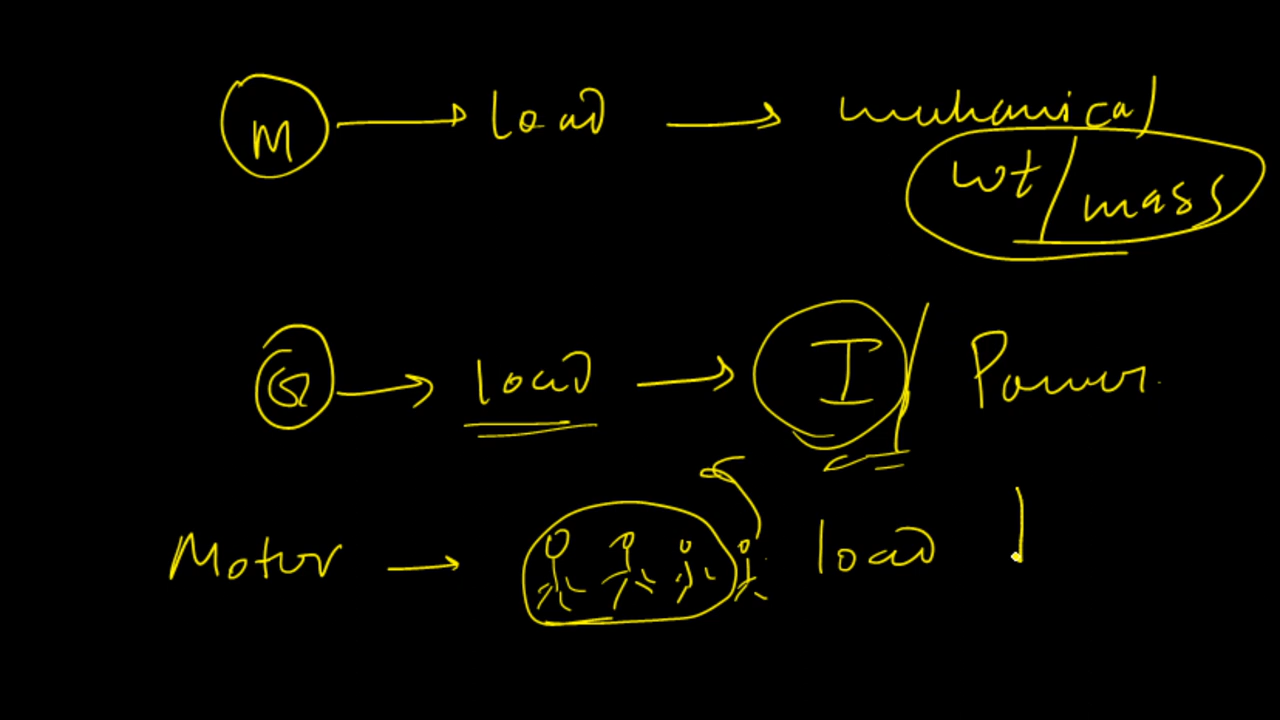 M → load → mechanical
wt/mass
G → load → I / Power
Motor → load